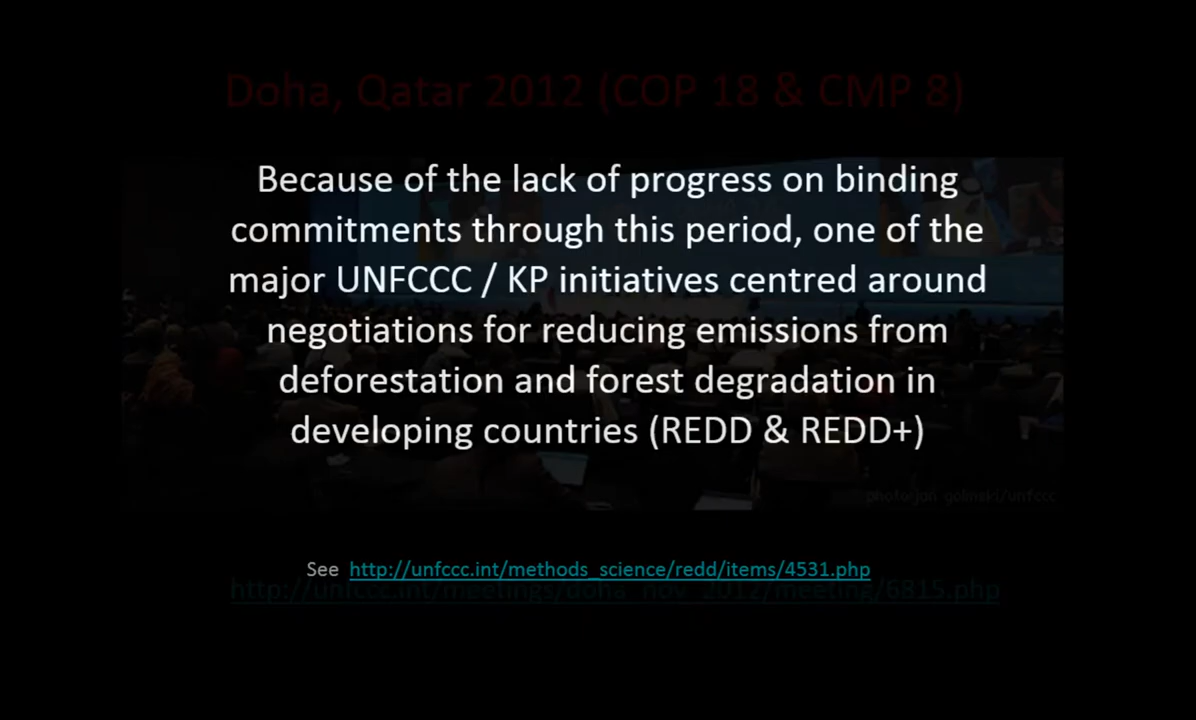 Doha, Qatar 2012 (COP 18 & CMP 8)
Because of the lack of progress on binding
commitments through this period, one of the
major UNFCCC / KP initiatives centred around
negotiations for reducing emissions from
deforestation and forest degradation in
developing countries (REDD & REDD+)
photo jan golinski/unfccc
See http://unfccc.int/methods_science/redd/items/4531.php
http://unfccc.int/meetings/doha_nov_2012/meeting/6815.php